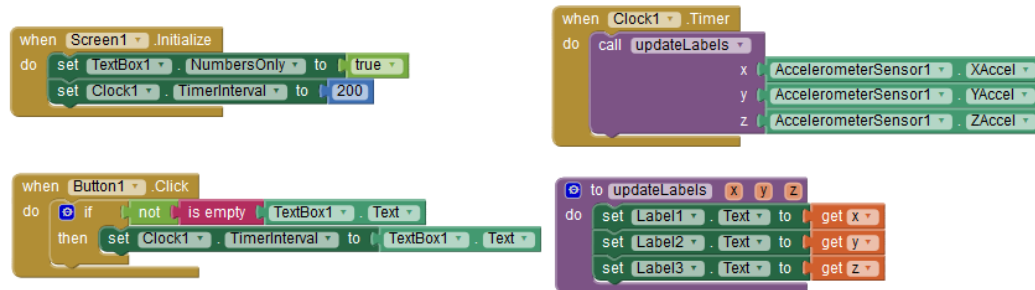 when Screen1 .Initialize
do set TextBox1 . NumbersOnly to true
set Clock1 . TimerInterval to 200
when Clock1 .Timer
do call updateLabels
x AccelerometerSensor1 . XAccel
y AccelerometerSensor1 . YAccel
z AccelerometerSensor1 . ZAccel
when Button1 .Click
do if not is empty TextBox1 . Text
then set Clock1 . TimerInterval to TextBox1 . Text
to updateLabels x y z
do set Label1 . Text to get x
set Label2 . Text to get y
set Label3 . Text to get z